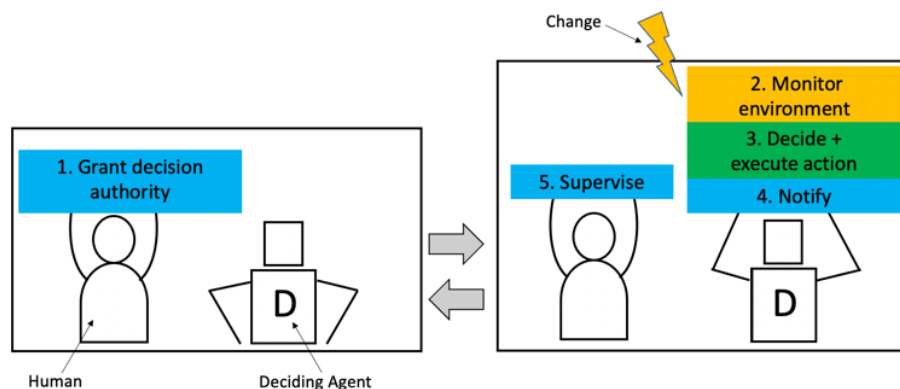 Change
2. Monitor
environment
3. Decide +
execute action
4. Notify
1. Grant decision
authority
5. Supervise
D
D
Human
Deciding Agent